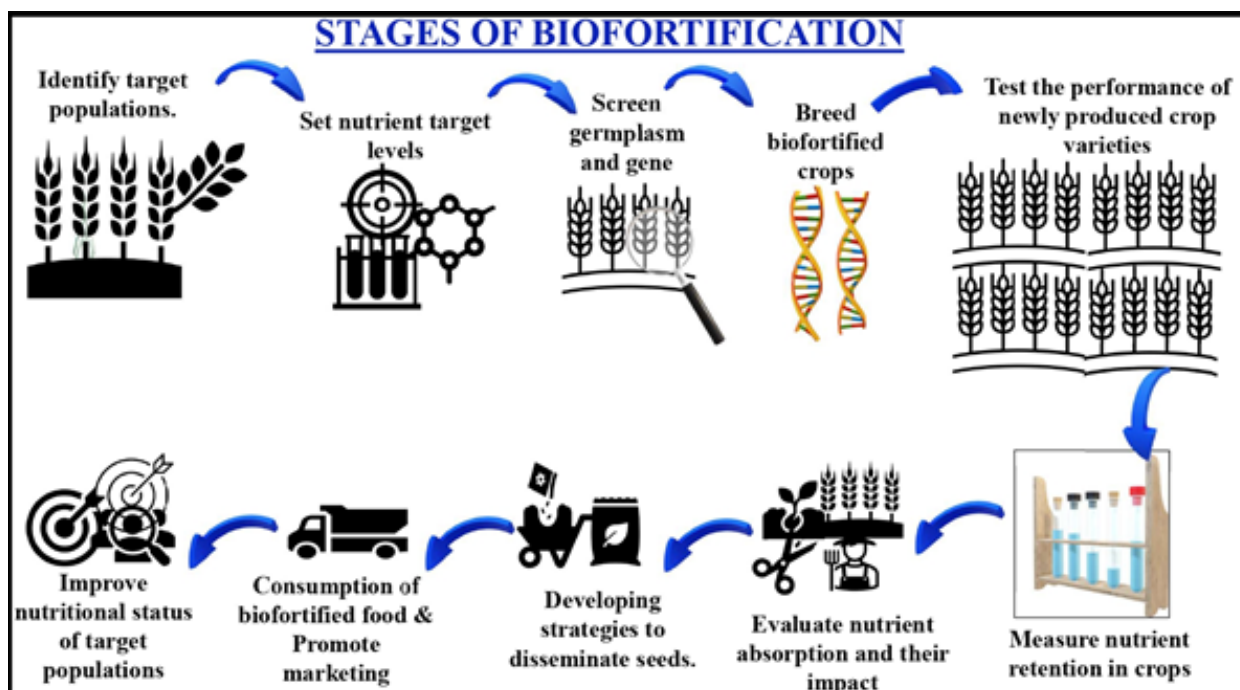 STAGES OF BIOFORTIFICATION
Identify target
populations.
Set nutrient target
levels
Screen
germplasm
and gene
Breed
biofortified
crops
Test the performance of
newly produced crop
varieties
Measure nutrient
retention in crops
Evaluate nutrient
absorption and their
impact
Developing
strategies to
disseminate seeds.
Consumption of
biofortified food &
Promote
marketing
Improve
nutritional status
of target
populations